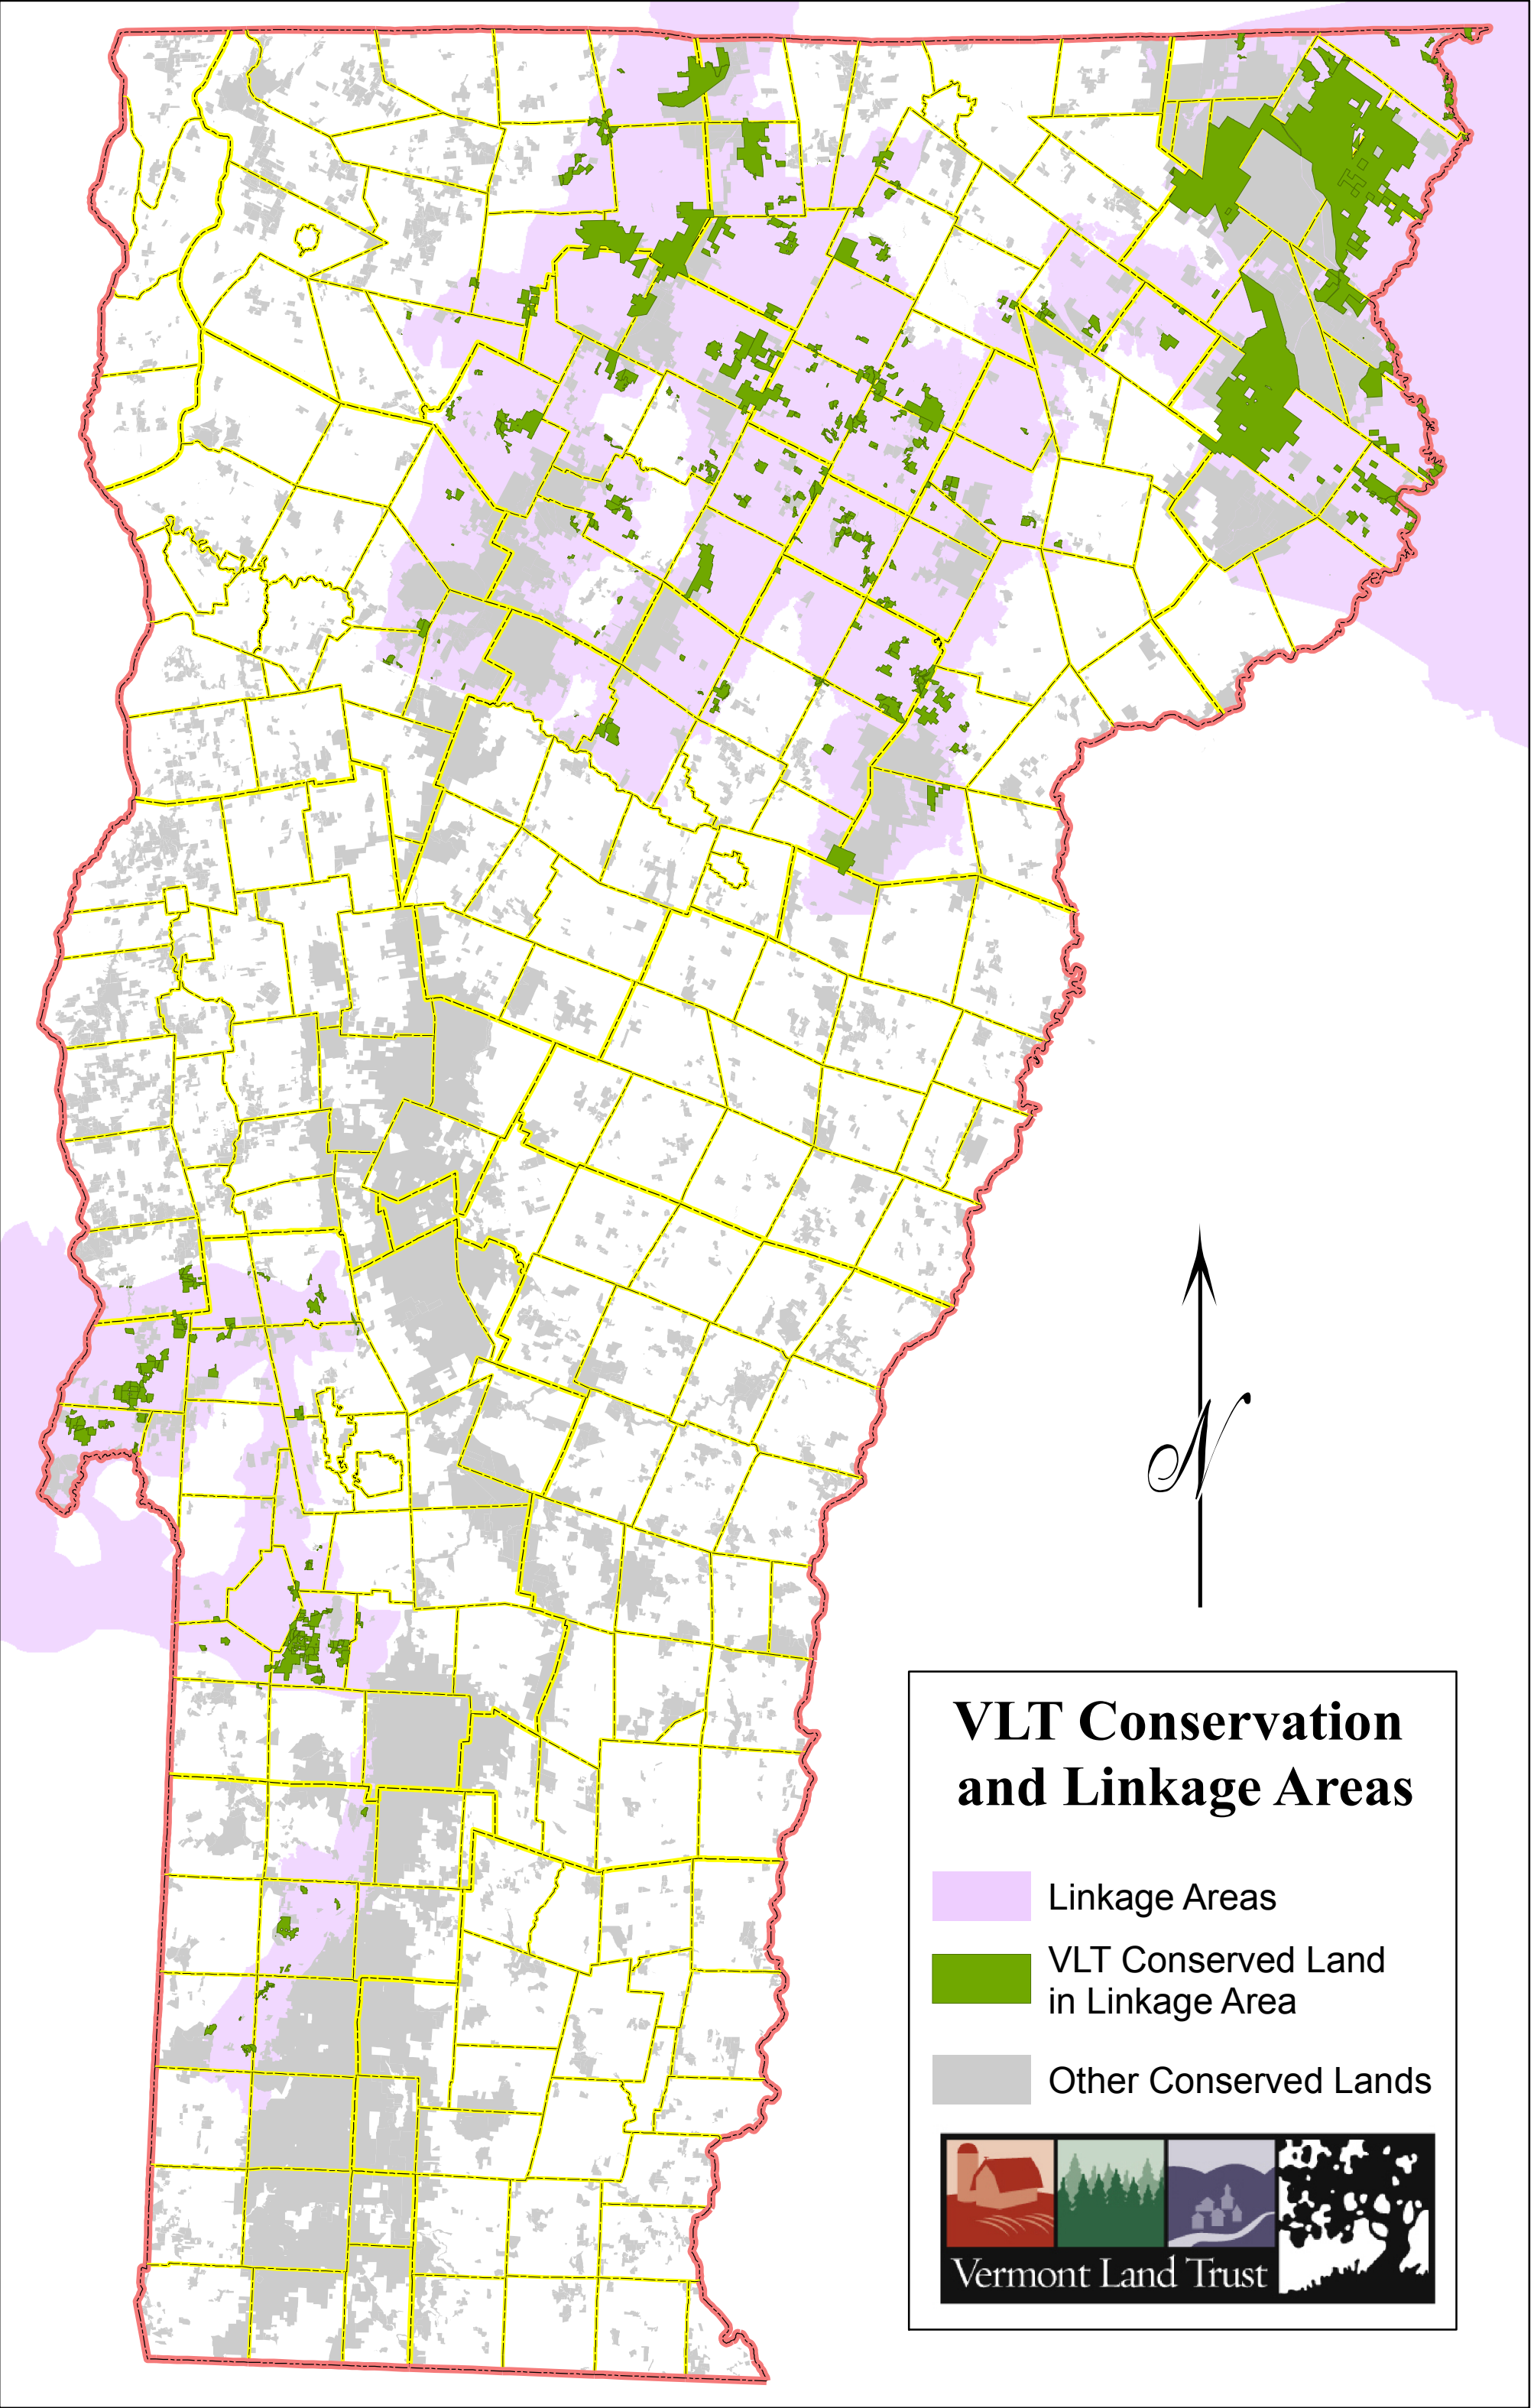 N
VLT Conservation
and Linkage Areas
Linkage Areas
VLT Conserved Land
in Linkage Area
Other Conserved Lands
Vermont Land Trust